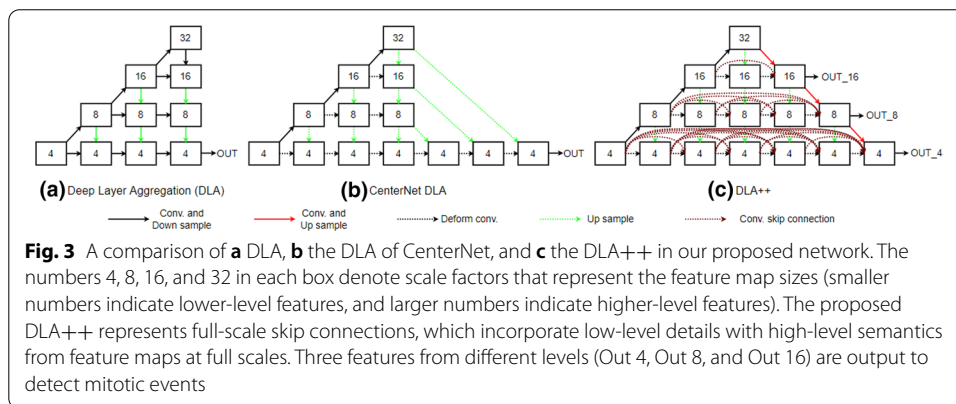 32 32 32
16 16 16 16 16 16 16 OUT_16
8 8 8 8 8 8 8 8 8 8 8 OUT_8
4 4 4 4 OUT 4 4 4 4 4 4 4 OUT 4 4 4 4 4 4 4 OUT_4
(a) Deep Layer Aggregation (DLA) (b) CenterNet DLA (c) DLA++
Conv. and Down sample Conv. and Up sample Deform conv. Up sample Conv. skip connection
Fig. 3 A comparison of a DLA, b the DLA of CenterNet, and c the DLA++ in our proposed network. The
numbers 4, 8, 16, and 32 in each box denote scale factors that represent the feature map sizes (smaller
numbers indicate lower-level features, and larger numbers indicate higher-level features). The proposed
DLA++ represents full-scale skip connections, which incorporate low-level details with high-level semantics
from feature maps at full scales. Three features from different levels (Out 4, Out 8, and Out 16) are output to
detect mitotic events